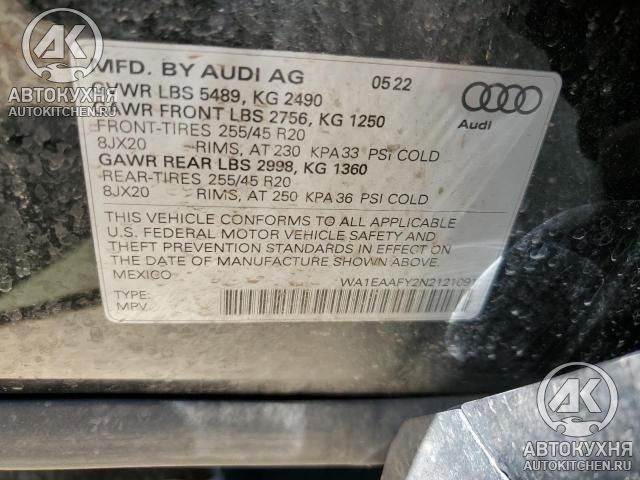 MFD. BY AUDI AG 05 22
GVWR LBS 5489, KG 2490
GAWR FRONT LBS 2756, KG 1250
FRONT-TIRES 255/45 R20
8JX20 RIMS, AT 230 KPA 33 PSI COLD
GAWR REAR LBS 2998, KG 1360
REAR-TIRES 255/45 R20
8JX20 RIMS, AT 250 KPA 36 PSI COLD
Audi
THIS VEHICLE CONFORMS TO ALL APPLICABLE
U.S. FEDERAL MOTOR VEHICLE SAFETY AND
THEFT PREVENTION STANDARDS IN EFFECT ON
THE DATE OF MANUFACTURE SHOWN ABOVE.
MEXICO
TYPE:
MPV
AK
АВТОКУХНЯ
AUTOKITCHEN.RU
AK
АВТОКУХНЯ
AUTOKITCHEN.RU